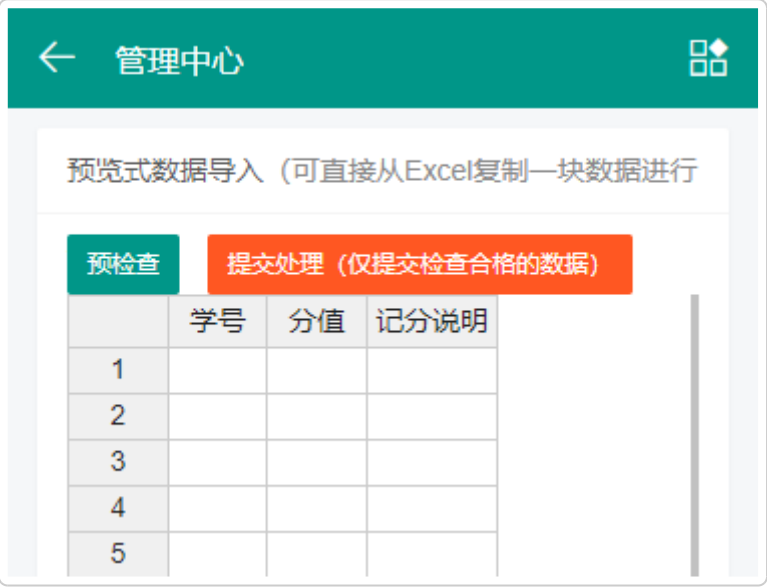 管理中心
预览式数据导入（可直接从Excel复制一块数据进行
预检查 提交处理（仅提交检查合格的数据）
学号 分值 记分说明
1
2
3
4
5